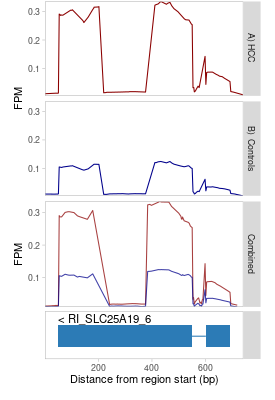 0.3
0.2
0.1
FPM
A) HCC
0.3
0.2
0.1
B): Controls
0.3
0.2
0.1
FPM
Combined
< RI_SLC25A19_6
200 400 600
Distance from region start (bp)